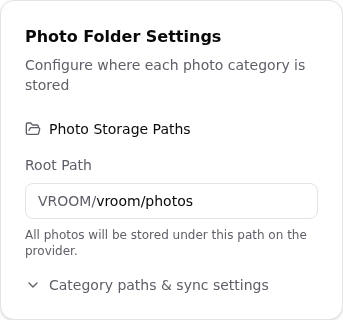 Photo Folder Settings
Configure where each photo category is
stored
Photo Storage Paths
Root Path
VROOM/vroom/photos
All photos will be stored under this path on the
provider.
Category paths & sync settings